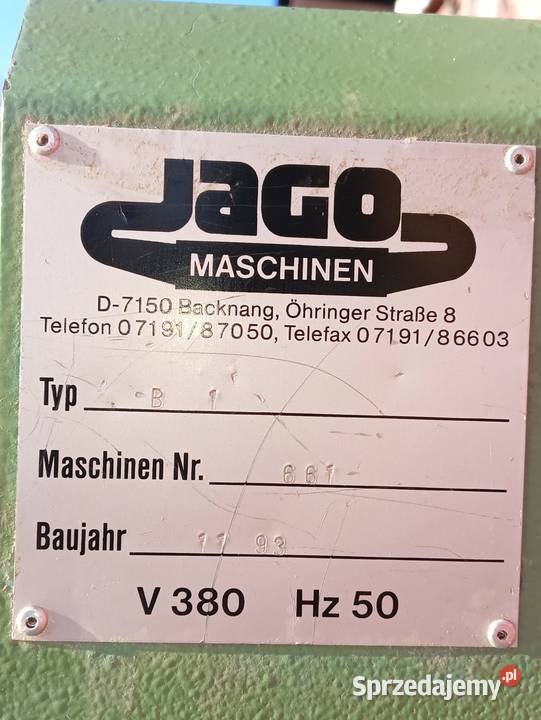 JAGO
MASCHINEN
D-7150 Backnang, Öhringer Straße 8
Telefon 07191/87050, Telefax 07191/86603
Typ B 1
Maschinen Nr. 661
Baujahr 11 93
V 380 Hz 50
Sprzedajemy.pl